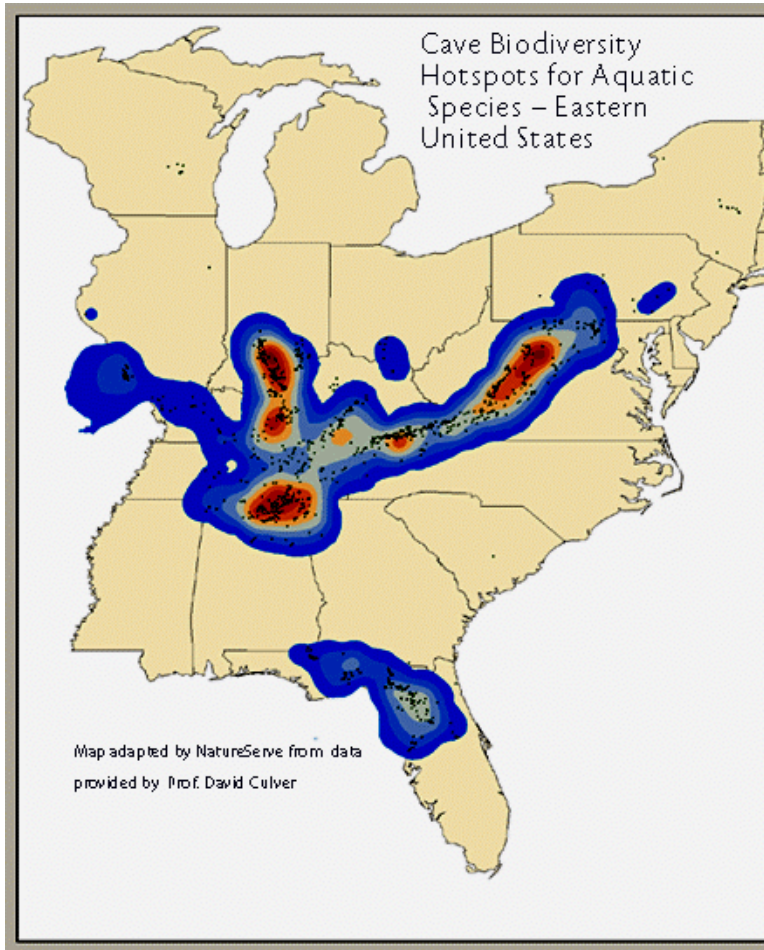 Cave Biodiversity
Hotspots for Aquatic
Species – Eastern
United States
Map adapted by NatureServe from data
provided by Prof. David Culver